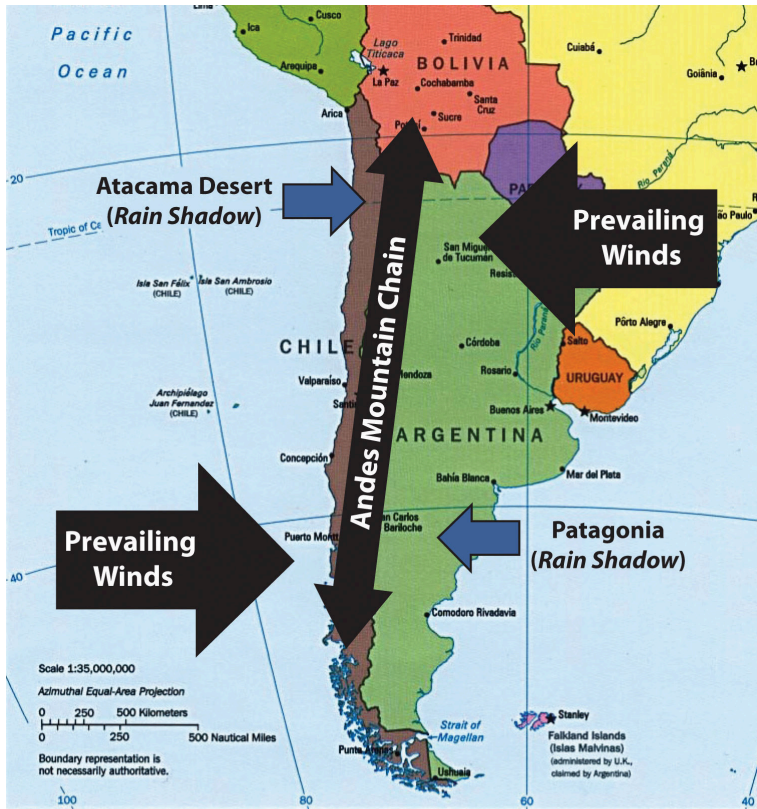 Pacific
Ocean
Ica
Cusco
Arequipa
Lago
Titicaca
La Paz
Trinidad
BOLIVIA
Cochabamba
Santa
Cruz
Sucre
Cuiabá
Goiânia
Arica
20
Atacama Desert
(Rain Shadow)
Prevailing
Winds
Rio Paraná
São Paulo
Tropic of
San Miguel
de Tucumán
Isla San Félix
(CHILE)
Isla San Ambrosio
(CHILE)
Andes Mountain Chain
CHILE
Pôrto Alegre
Córdoba
Rio Paraná
Salto
Valparaíso
Mendoza
Rosario
URUGUAY
Archipiélago
Juan Fernandez
(CHILE)
Buenos Aires
Montevideo
ARGENTINA
Concepción
Bahía Blanca
Mar del Plata
Prevailing
Winds
Puerto Montt
San Carlos
Bariloche
Patagonia
(Rain Shadow)
40
Comodoro Rivadavia
Scale 1:35,000,000
Azimuthal Equal-Area Projection
0 250 500 Kilometers
0 250 500 Nautical Miles
Boundary representation is
not necessarily authoritative.
Strait of
Magellan
Stanley
Falkland Islands
(Islas Malvinas)
(administered by U.K.,
claimed by Argentina)
Punta Arenas
Ushuaia
100
80
60
40